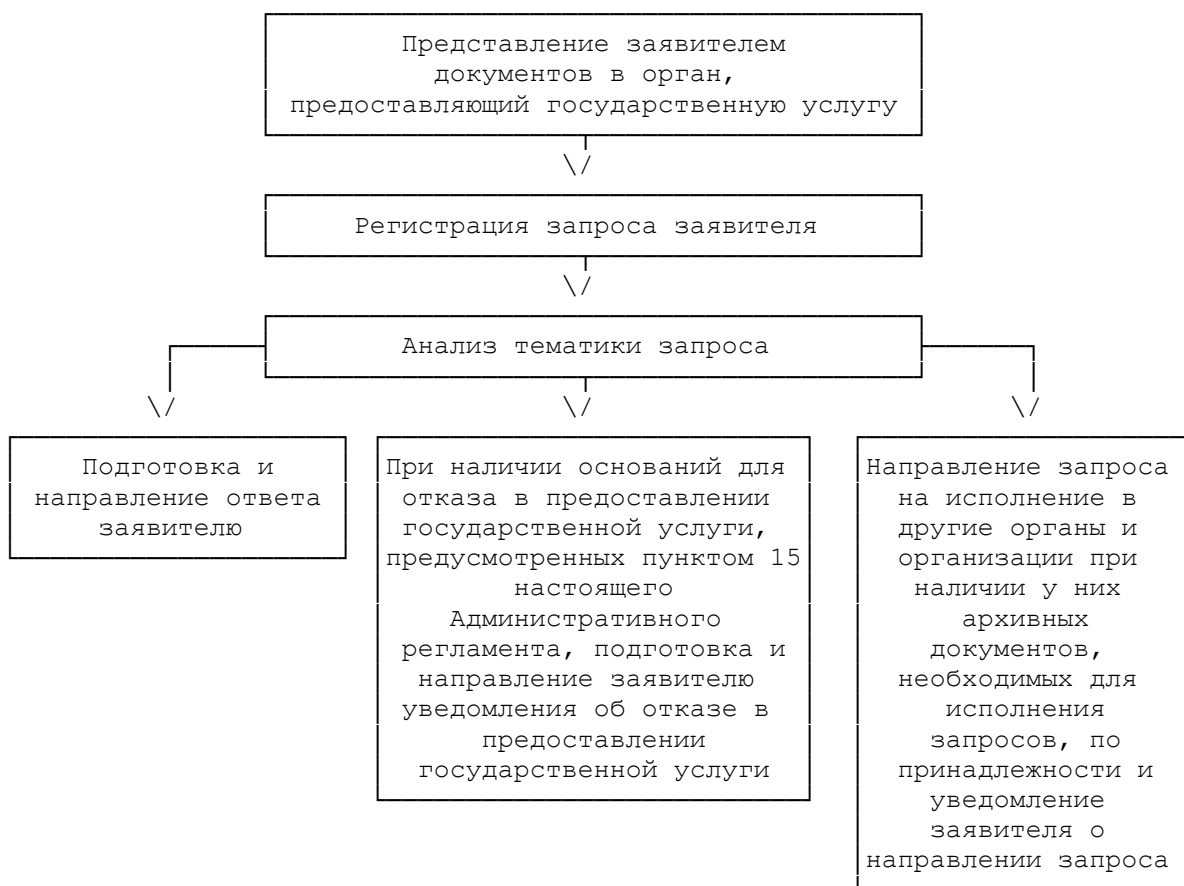 Представление заявителем
документов в орган,
предоставляющий государственную услугу
Регистрация запроса заявителя
Анализ тематики запроса
Подготовка и
направление ответа
заявителю
При наличии оснований для
отказа в предоставлении
государственной услуги,
предусмотренных пунктом 15
настоящего
Административного
регламента, подготовка и
направление заявителю
уведомления об отказе в
предоставлении
государственной услуги
Направление запроса
на исполнение в
другие органы и
организации при
наличии у них
архивных
документов,
необходимых для
исполнения
запросов, по
принадлежности и
уведомление
заявителя о
направлении запроса